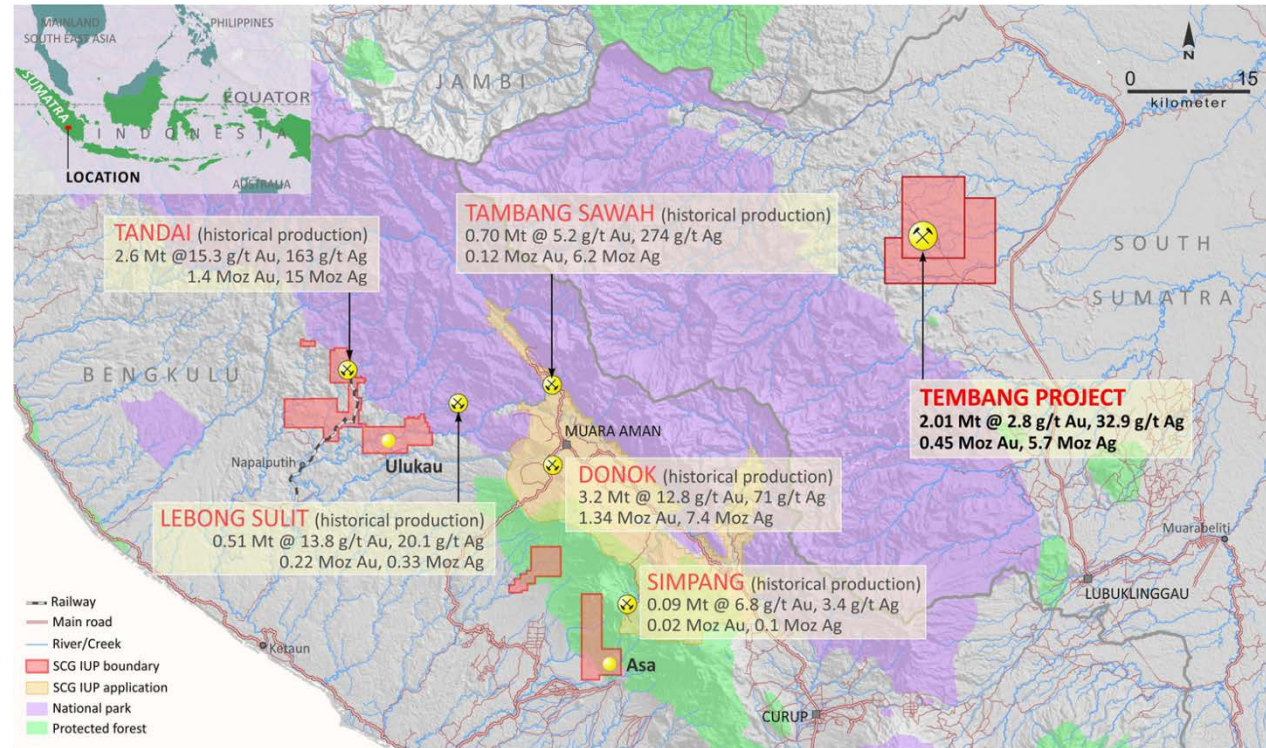 MAINLAND
SOUTH EAST ASIA
PHILIPPINES
SUMATRA
EQUATOR
INDONESIA
LOCATION
AUSTRALIA
JAMBI
N
0 15
kilometer
TANDAI (historical production)
2.6 Mt @15.3 g/t Au, 163 g/t Ag
1.4 Moz Au, 15 Moz Ag
TAMBANG SAWAH (historical production)
0.70 Mt @ 5.2 g/t Au, 274 g/t Ag
0.12 Moz Au, 6.2 Moz Ag
SOUTH
SUMATRA
BENGKULU
TEMBANG PROJECT
2.01 Mt @ 2.8 g/t Au, 32.9 g/t Ag
0.45 Moz Au, 5.7 Moz Ag
MUARA AMAN
Napalputih
Ulukau
DONOK (historical production)
3.2 Mt @ 12.8 g/t Au, 71 g/t Ag
1.34 Moz Au, 7.4 Moz Ag
LEBONG SULIT (historical production)
0.51 Mt @ 13.8 g/t Au, 20.1 g/t Ag
0.22 Moz Au, 0.33 Moz Ag
Muarabeliti
SIMPANG (historical production)
0.09 Mt @ 6.8 g/t Au, 3.4 g/t Ag
0.02 Moz Au, 0.1 Moz Ag
LUBUKLINGGAU
Ketaun
Asa
CURUP
Railway
Main road
River/Creek
SCG IUP boundary
SCG IUP application
National park
Protected forest